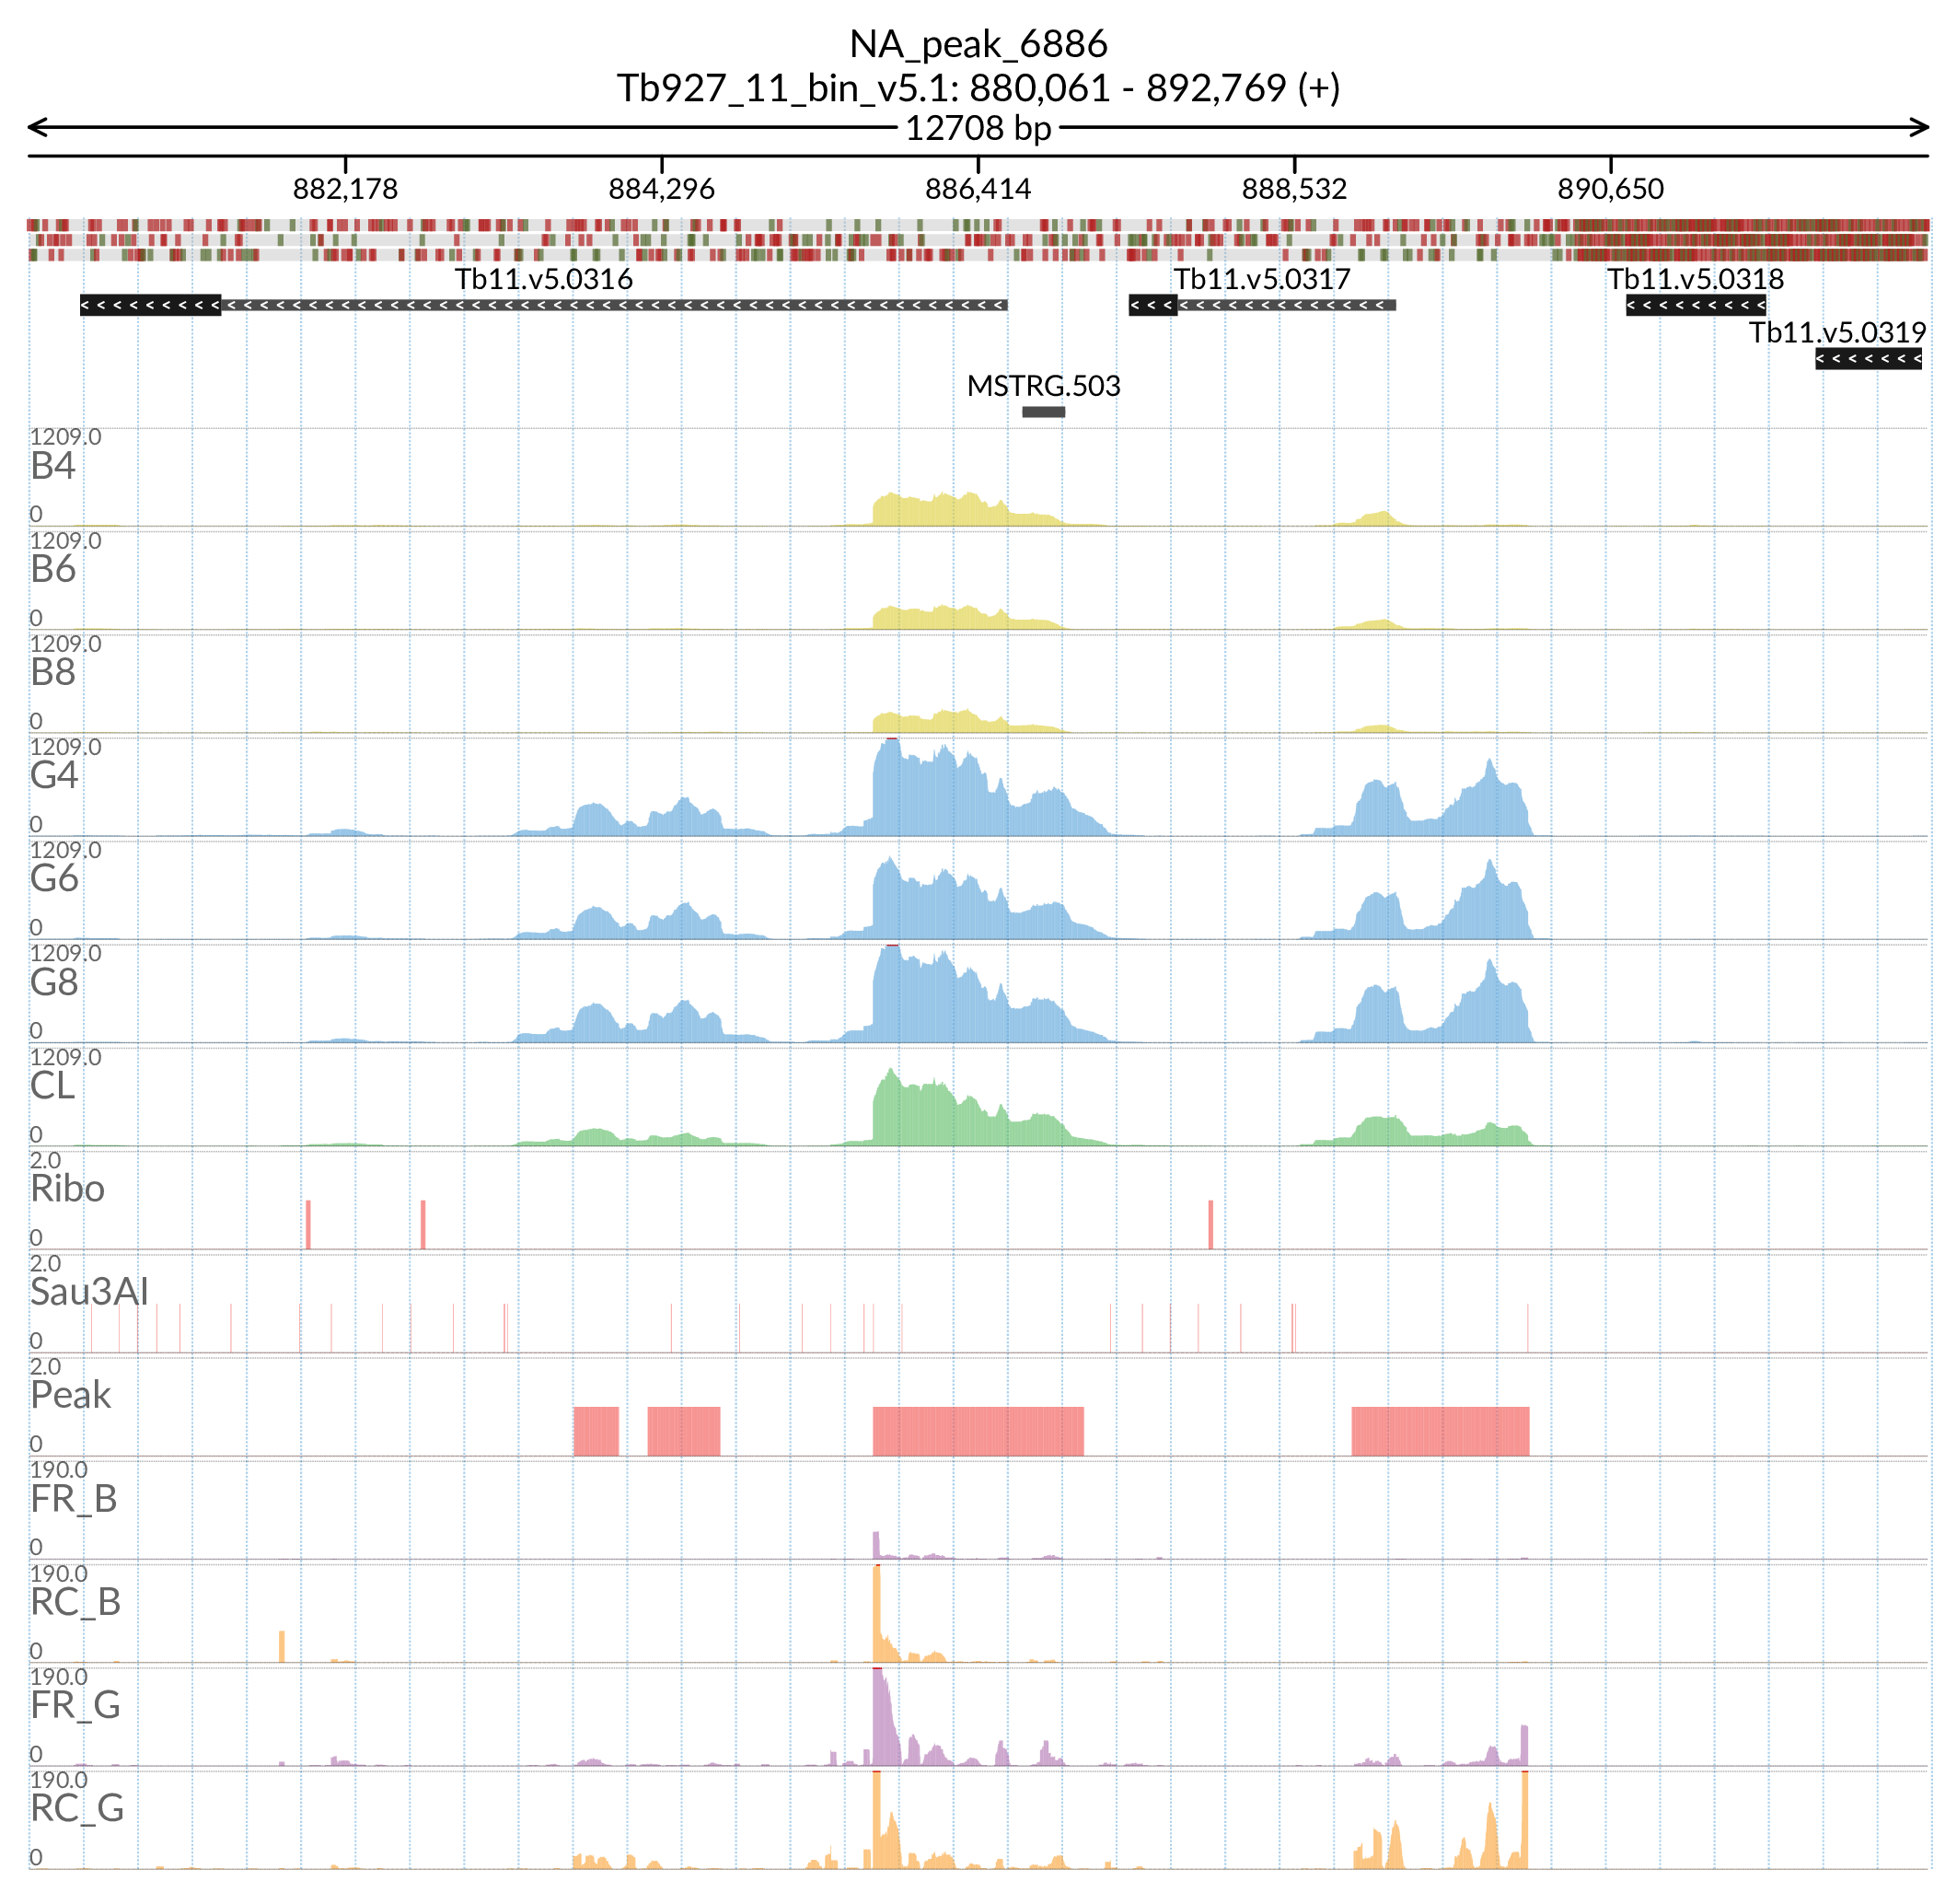 NA_peak_6886
Tb927_11_bin_v5.1: 880,061 - 892,769 (+)
12708 bp
882,178 884,296 886,414 888,532 890,650
Tb11.v5.0316 Tb11.v5.0317 Tb11.v5.0318
Tb11.v5.0319
MSTRG.503
1209.0
B4
0
1209.0
B6
0
1209.0
B8
0
1209.0
G4
0
1209.0
G6
0
1209.0
G8
0
1209.0
CL
0
2.0
Ribo
0
2.0
Sau3AI
0
2.0
Peak
0
190.0
FR_B
0
190.0
RC_B
0
190.0
FR_G
0
190.0
RC_G
0